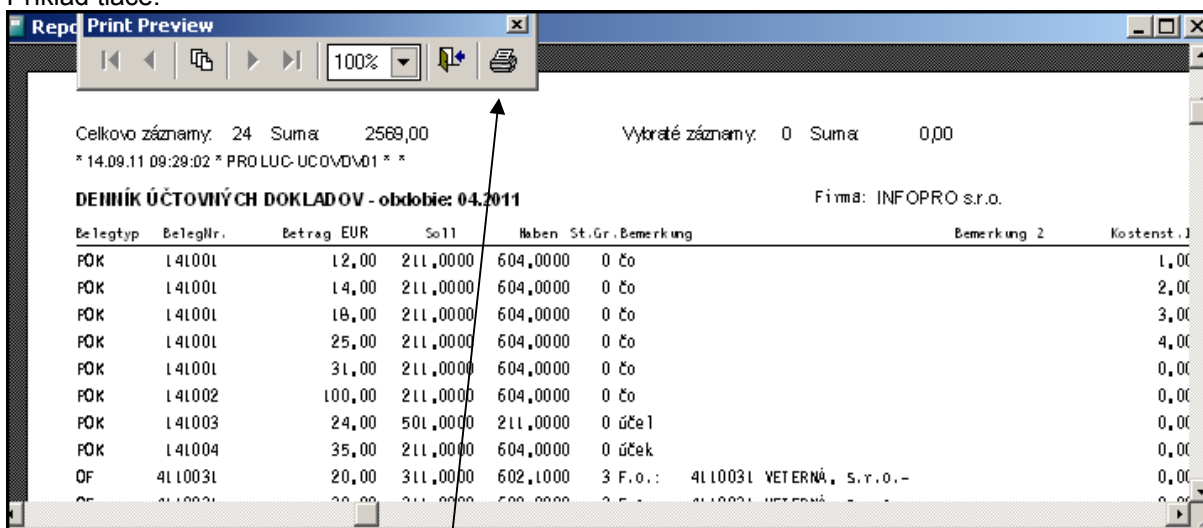 Príklad tlače:
Repo Print Preview
100%
Celkovo záznamy: 24 Suma: 2569,00 Vybraté záznamy: 0 Suma: 0,00
* 14.09.11 09:29:02 * PROLUC-UCOVDV01 * *
DENNÍK ÚČTOVNÝCH DOKLADOV - obdobie: 04.2011 Firma: INFOPRO s.r.o.
Belegtyp BelegNr. Betrag EUR Soll Haben St.Gr. Bemerkung Bemerkung 2 Kostenst.1
POK 141001 12,00 211,0000 604,0000 0 čo 1,00
POK 141001 14,00 211,0000 604,0000 0 čo 2,00
POK 141001 18,00 211,0000 604,0000 0 čo 3,00
POK 141001 25,00 211,0000 604,0000 0 čo 4,00
POK 141001 31,00 211,0000 604,0000 0 čo 0,00
POK 141002 100,00 211,0000 604,0000 0 čo 0,00
POK 141003 24,00 501,0000 211,0000 0 účel 0,00
POK 141004 35,00 211,0000 604,0000 0 úček 0,00
OF 4110031 20,00 311,0000 602,1000 3 F.o.: 4110031 VETERNÁ, s.r.o.- 0,00